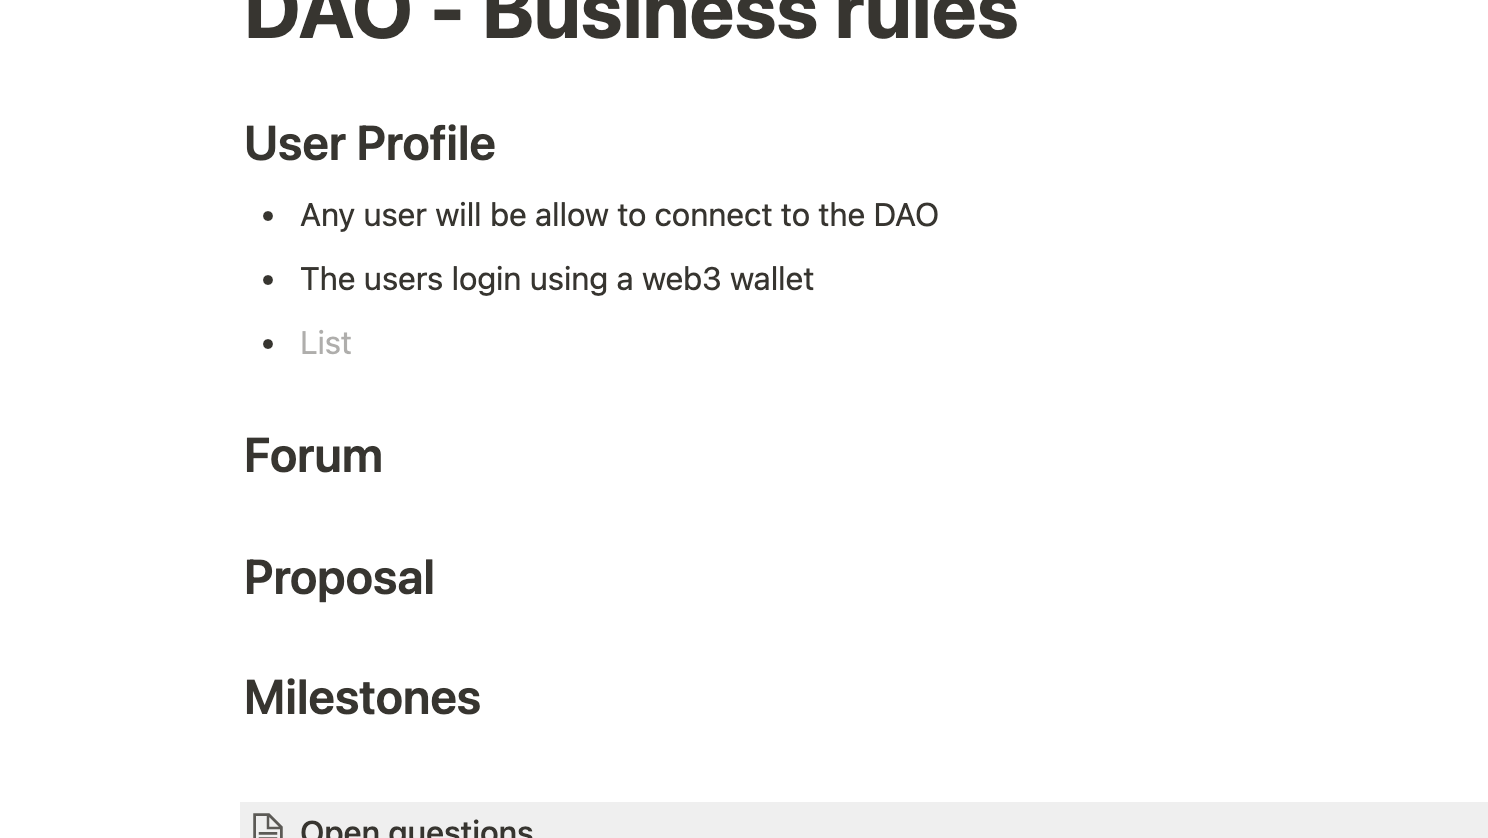 DAO - Business rules
User Profile
• Any user will be allow to connect to the DAO
• The users login using a web3 wallet
• List
Forum
Proposal
Milestones
Open questions